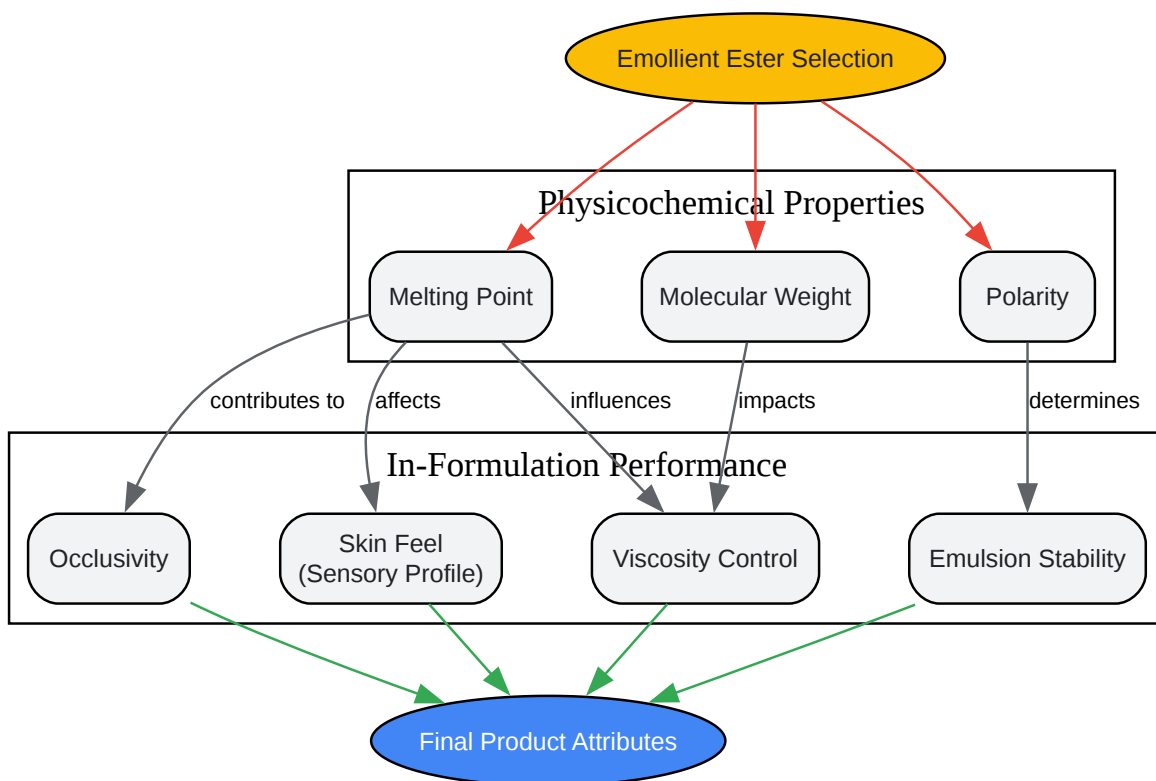 Emollient Ester Selection
Physicochemical Properties
Melting Point
Molecular Weight
Polarity
contributes to
affects
influences
impacts
determines
In-Formulation Performance
Occlusivity
Skin Feel
(Sensory Profile)
Viscosity Control
Emulsion Stability
Final Product Attributes